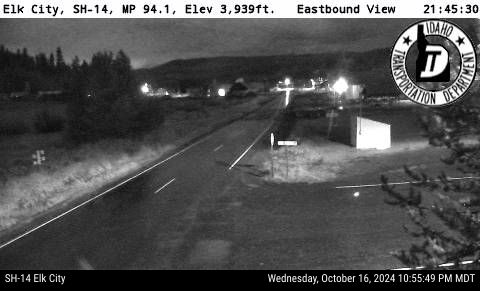 Elk City, SH-14, MP 94.1, Elev 3,939ft. Eastbound View 21:45:30
IDAHO
TRANSPORTATION DEPARTMENT
SH-14 Elk City Wednesday, October 16, 2024 10:55:49 PM MDT